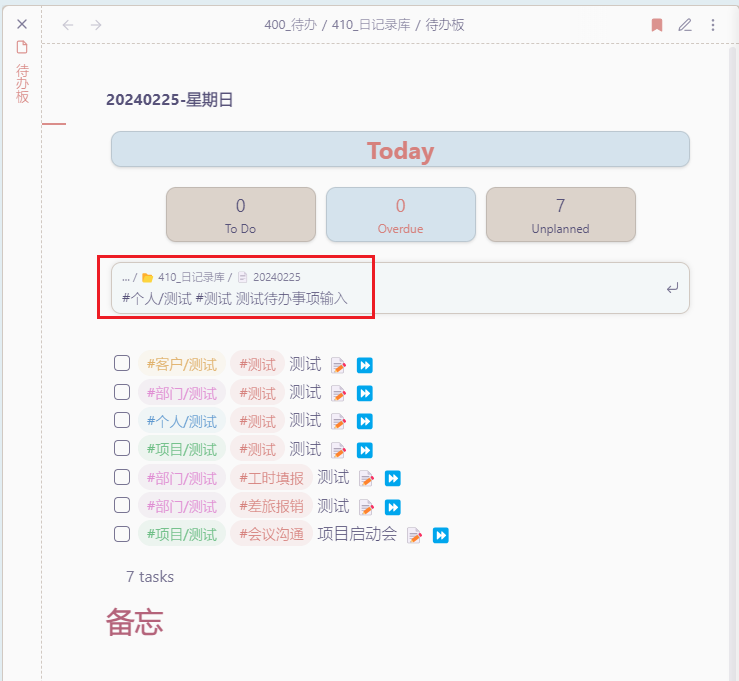 400_待办 / 410_日记录库 / 待办板
待办板
20240225-星期日
Today
0
To Do
0
Overdue
7
Unplanned
... / 410_日记录库 / 20240225
#个人/测试 #测试 测试待办事项输入
#客户/测试 #测试 测试
#部门/测试 #测试 测试
#个人/测试 #测试 测试
#项目/测试 #测试 测试
#部门/测试 #工时填报 测试
#部门/测试 #差旅报销 测试
#项目/测试 #会议沟通 项目启动会
7 tasks
备忘